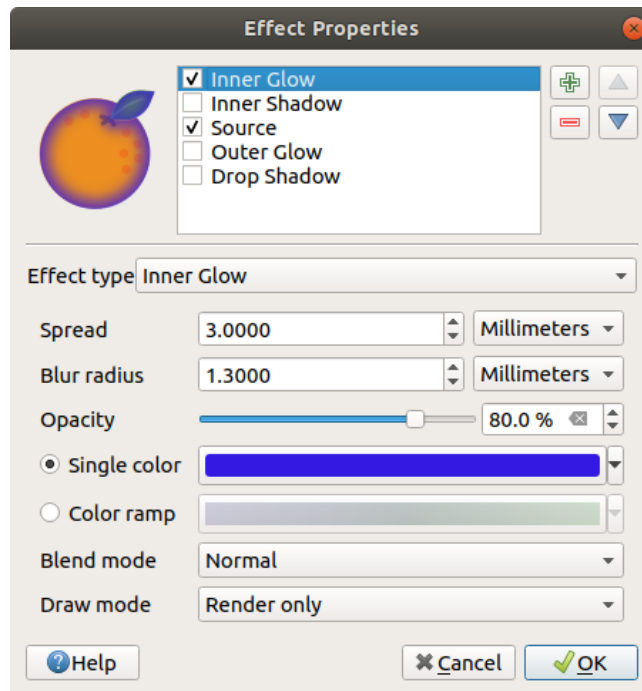 Effect Properties
Inner Glow
Inner Shadow
Source
Outer Glow
Drop Shadow
Effect type Inner Glow
Spread 3.0000 Millimeters
Blur radius 1.3000 Millimeters
Opacity 80.0 %
Single color
Color ramp
Blend mode Normal
Draw mode Render only
Help Cancel OK